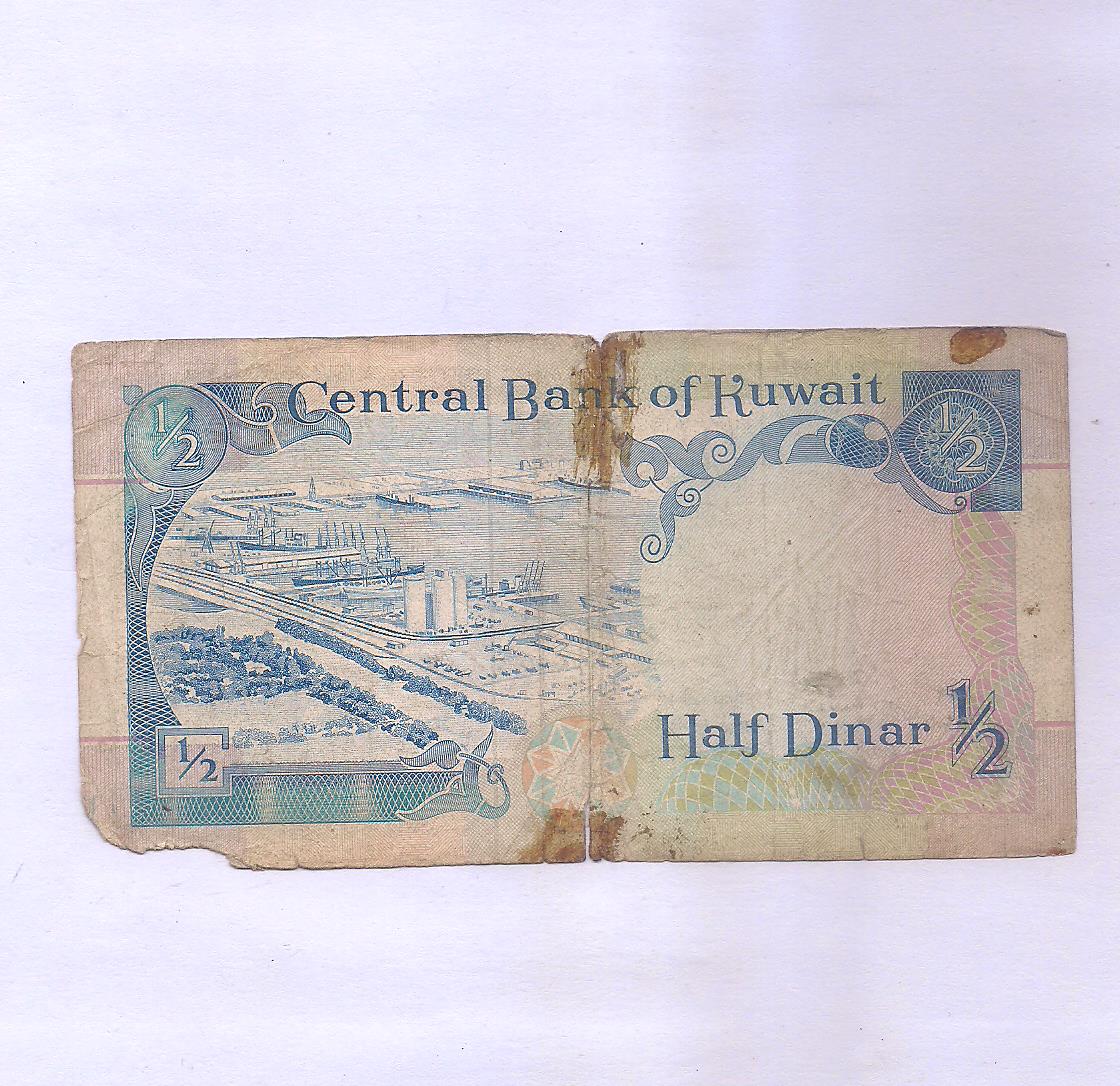 Central Bank of Kuwait
1/2
1/2
1/2
Half Dinar 1/2